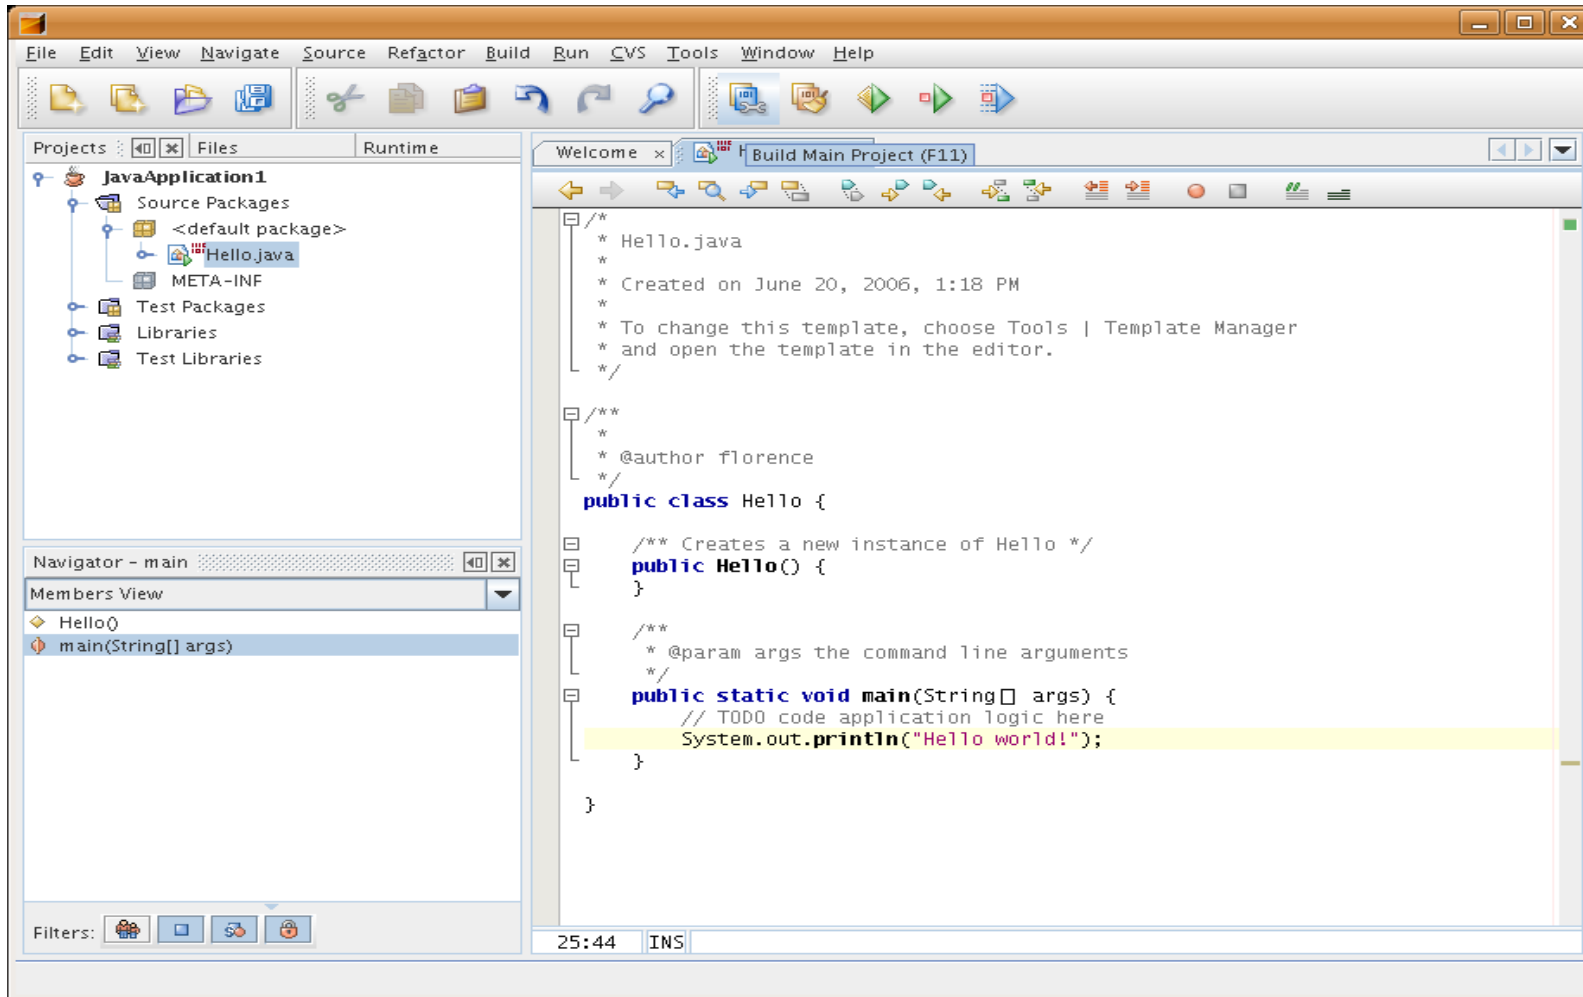 File Edit View Navigate Source Refactor Build Run CVS Tools Window Help
Projects Files Runtime
JavaApplication1
Source Packages
<default package>
Hello.java
META-INF
Test Packages
Libraries
Test Libraries
Navigator - main
Members View
Hello()
main(String[] args)
Filters:
Welcome
Build Main Project (F11)
/*
* Hello.java
*
* Created on June 20, 2006, 1:18 PM
*
* To change this template, choose Tools | Template Manager
* and open the template in the editor.
*/
/**
*
* @author florence
*/
public class Hello {
/** Creates a new instance of Hello */
public Hello() {
}
/**
* @param args the command line arguments
*/
public static void main(String[] args) {
// TODO code application logic here
System.out.println("Hello world!");
}
}
25:44 INS